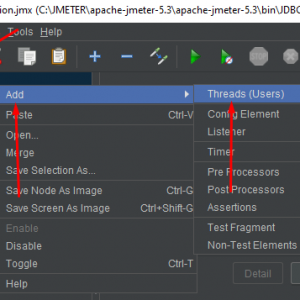 ion.jmx (C:\JMETER\apache-jmeter-5.3\apache-jmeter-5.3\bin\JDBC
Tools Help
Add
Threads (Users)
Paste Ctrl-V
Config Element
Open...
Listener
Merge
Timer
Save Selection As...
Pre Processors
Save Node As Image Ctrl-G
Post Processors
Save Screen As Image Ctrl+Shift-G
Assertions
Enable
Test Fragment
Disable
Non-Test Elements
Toggle Ctrl-T
Help
Detail